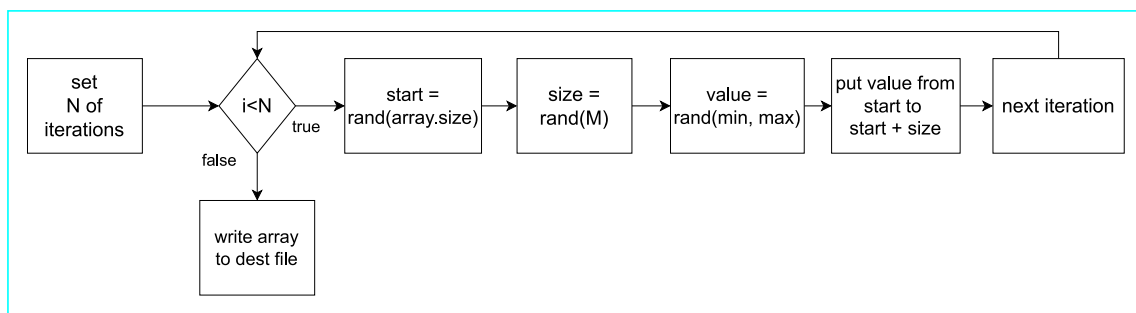 set
N of
iterations
i<N
true
false
start =
rand(array.size)
size =
rand(M)
value =
rand(min, max)
put value from
start to
start + size
next iteration
write array
to dest file